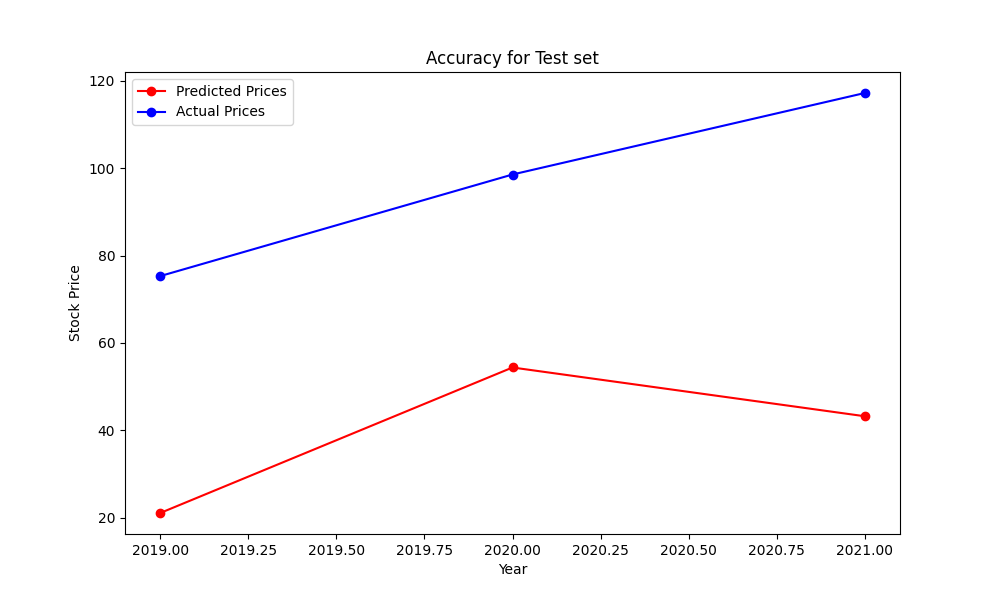 Accuracy for Test set
Predicted Prices
Actual Prices
120
100
80
60
40
20
Stock Price
2019.00 2019.25 2019.50 2019.75 2020.00 2020.25 2020.50 2020.75 2021.00
Year